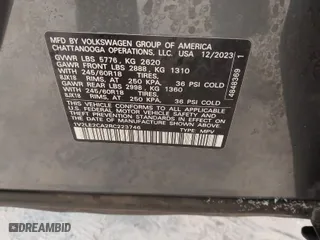 MFD BY VOLKSWAGEN GROUP OF AMERICA
CHATTANOOGA OPERATIONS, LLC. USA 12/2023
GVWR LBS 5776, KG 2620
GAWR FRONT LBS 2888, KG 1310
TIRES: 245/60R18
RIMS: 8JX18 AT 250 KPA, 36 PSI COLD
GAWR REAR LBS 2998, KG 1360
TIRES: 245/60R18
RIMS: 8JX18 AT 250 KPA, 36 PSI COLD
THIS VEHICLE CONFORMS TO ALL APPLICABLE
FEDERAL MOTOR VEHICLE SAFETY AND
THEFT PREVENTION STANDARDS IN EFFECT ON
THE DATE OF MANUFACTURE SHOWN ABOVE
TYPE: MPV
4848369 1
DREAMBID